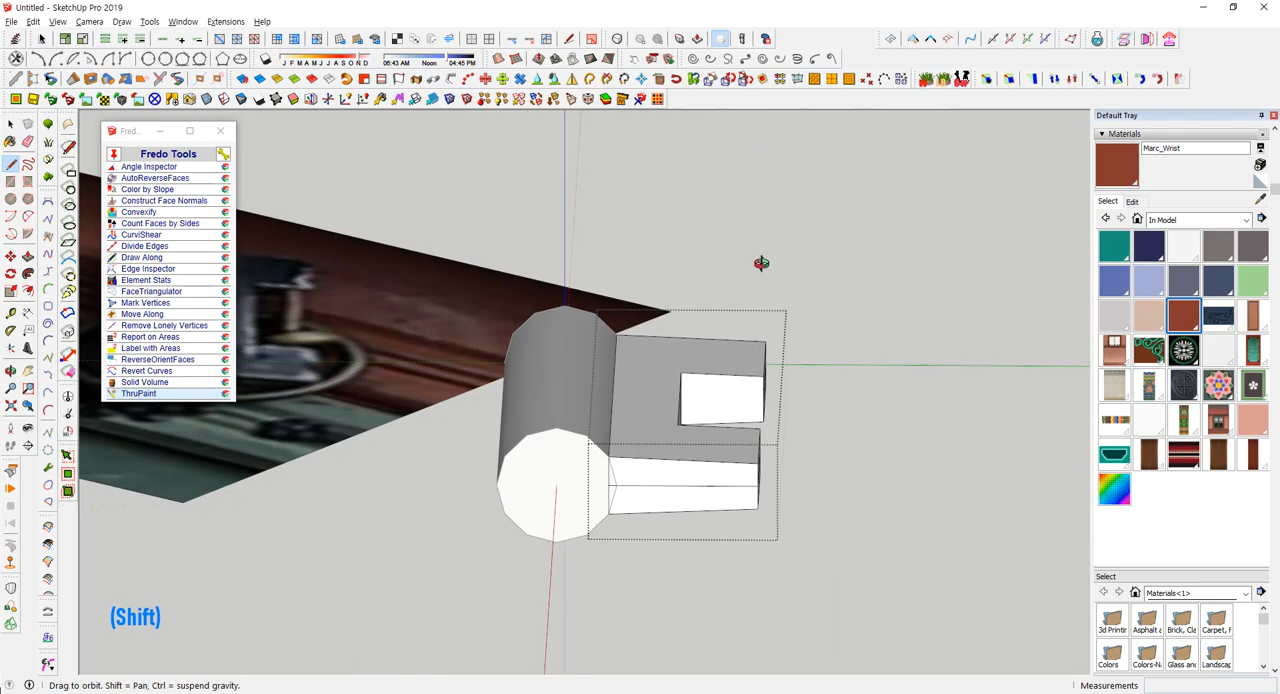 Untitled - SketchUp Pro 2019
File Edit View Camera Draw Tools Window Extensions Help
J F M A M J J A S O N D
06:43 AM Noon 04:45 PM
Fred...
Fredo Tools
Angle Inspector
AutoReverseFaces
Color by Slope
Construct Face Normals
Convexify
Count Faces by Sides
CurviShear
Divide Edges
Draw Along
Edge Inspector
Element Stats
FaceTriangulator
Mark Vertices
Move Along
Remove Lonely Vertices
Report on Areas
Label with Areas
ReverseOrientFaces
Revert Curves
Solid Volume
ThruPaint
(Shift)
Default Tray
Materials
Marc_Wrist
Select Edit
In Model
Select
Materials<1>
3d Printin
Asphalt a
Brick, Cla
Carpet, F
Colors
Colors-Na
Glass and
Landscap
Drag to orbit. Shift = Pan, Ctrl = suspend gravity.
Measurements